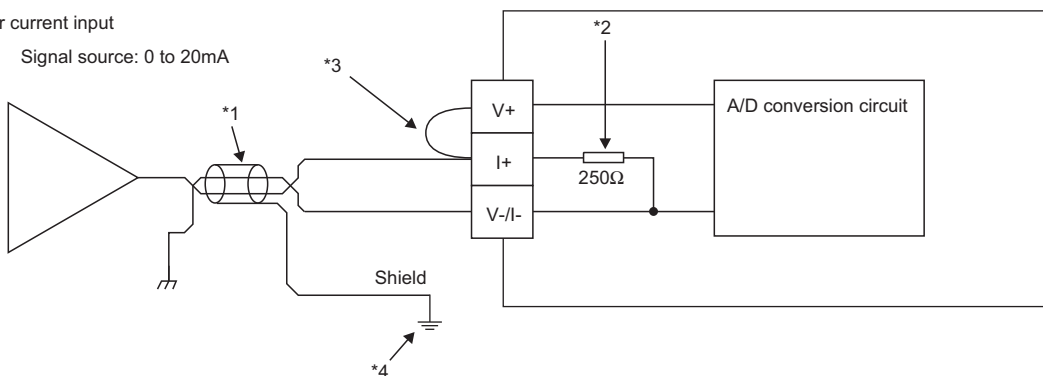 r current input
Signal source: 0 to 20mA
*1
*3
*2
V+
I+
V-/I-
250Ω
A/D conversion circuit
Shield
*4